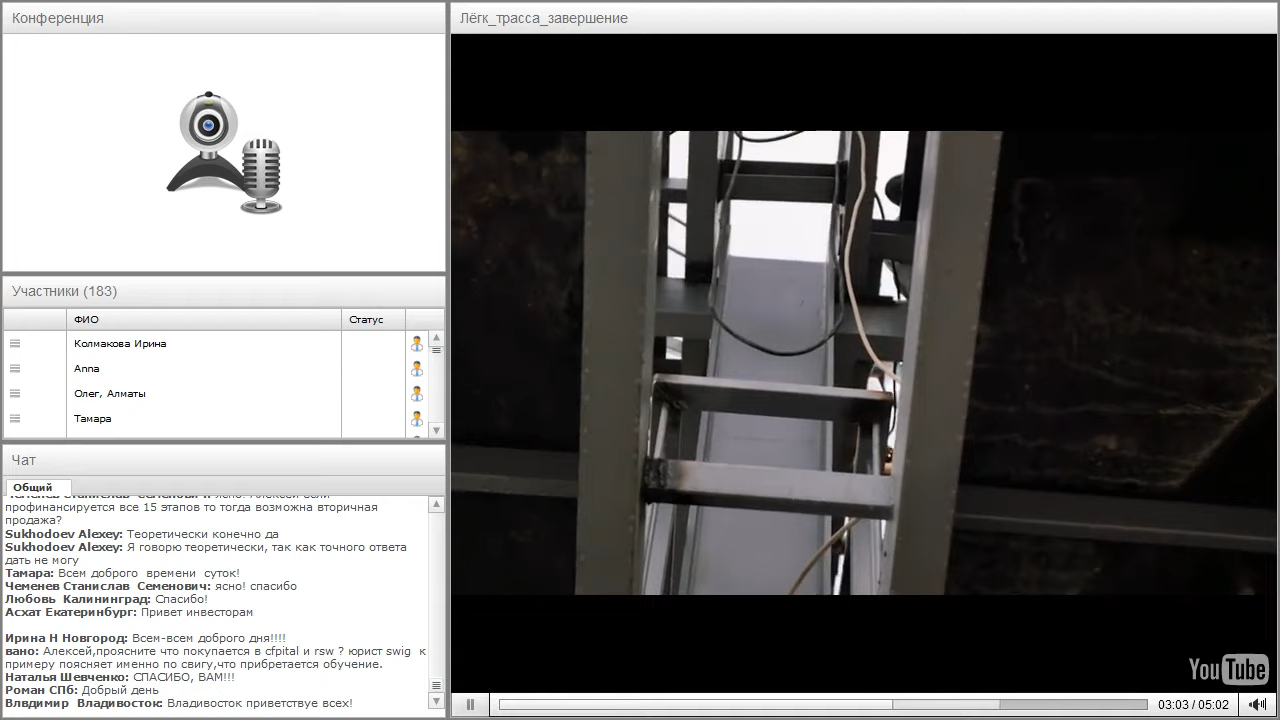 Конференция
Лёгк_трасса_завершение
Участники (183)
ФИО
Статус
Колмакова Ирина
Anna
Олег, Алматы
Тамара
Чат
Общий
профинансируется все 15 этапов то тогда возможна вторичная
продажа?
Sukhodoev Alexey: Теоретически конечно да
Sukhodoev Alexey: Я говорю теоретически, так как точного ответа
дать не могу
Тамара: Всем доброго времени суток!
Чеменев Станислав Семенович: ясно! спасибо
Любовь Калининград: Спасибо!
Асхат Екатеринбург: Привет инвесторам
Ирина Н Новгород: Всем-всем доброго дня!!!!
вано: Алексей,проясните что покупается в cfpital и rsw ? юрист swig к
примеру поясняет именно по свигу,что прибретается обучение.
Наталья Шевченко: СПАСИБО, ВАМ!!!
Роман СПб: Добрый день
Влвдимир Владивосток: Владивосток приветствуе всех!
YouTube
03:03 / 05:02